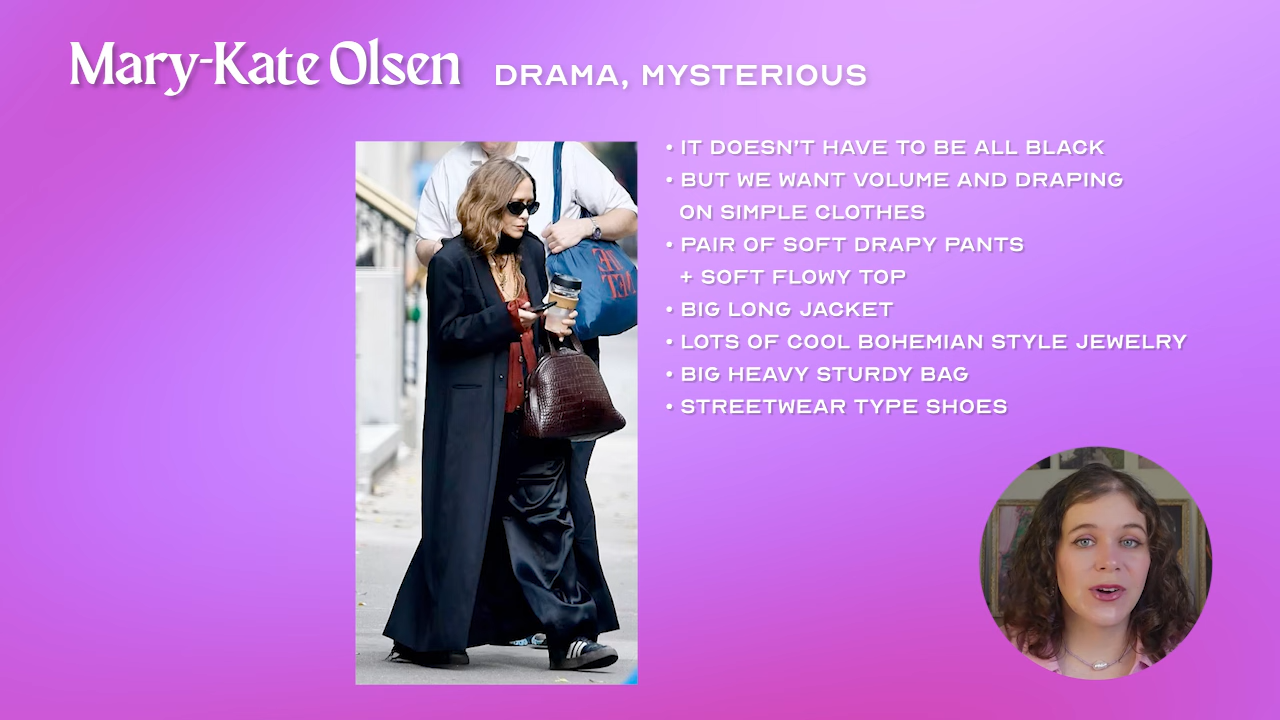 Mary-Kate Olsen DRAMA, MYSTERIOUS
• IT DOESN'T HAVE TO BE ALL BLACK
• BUT WE WANT VOLUME AND DRAPING
ON SIMPLE CLOTHES
• PAIR OF SOFT DRAPY PANTS
+ SOFT FLOWY TOP
• BIG LONG JACKET
• LOTS OF COOL BOHEMIAN STYLE JEWELRY
• BIG HEAVY STURDY BAG
• STREETWEAR TYPE SHOES